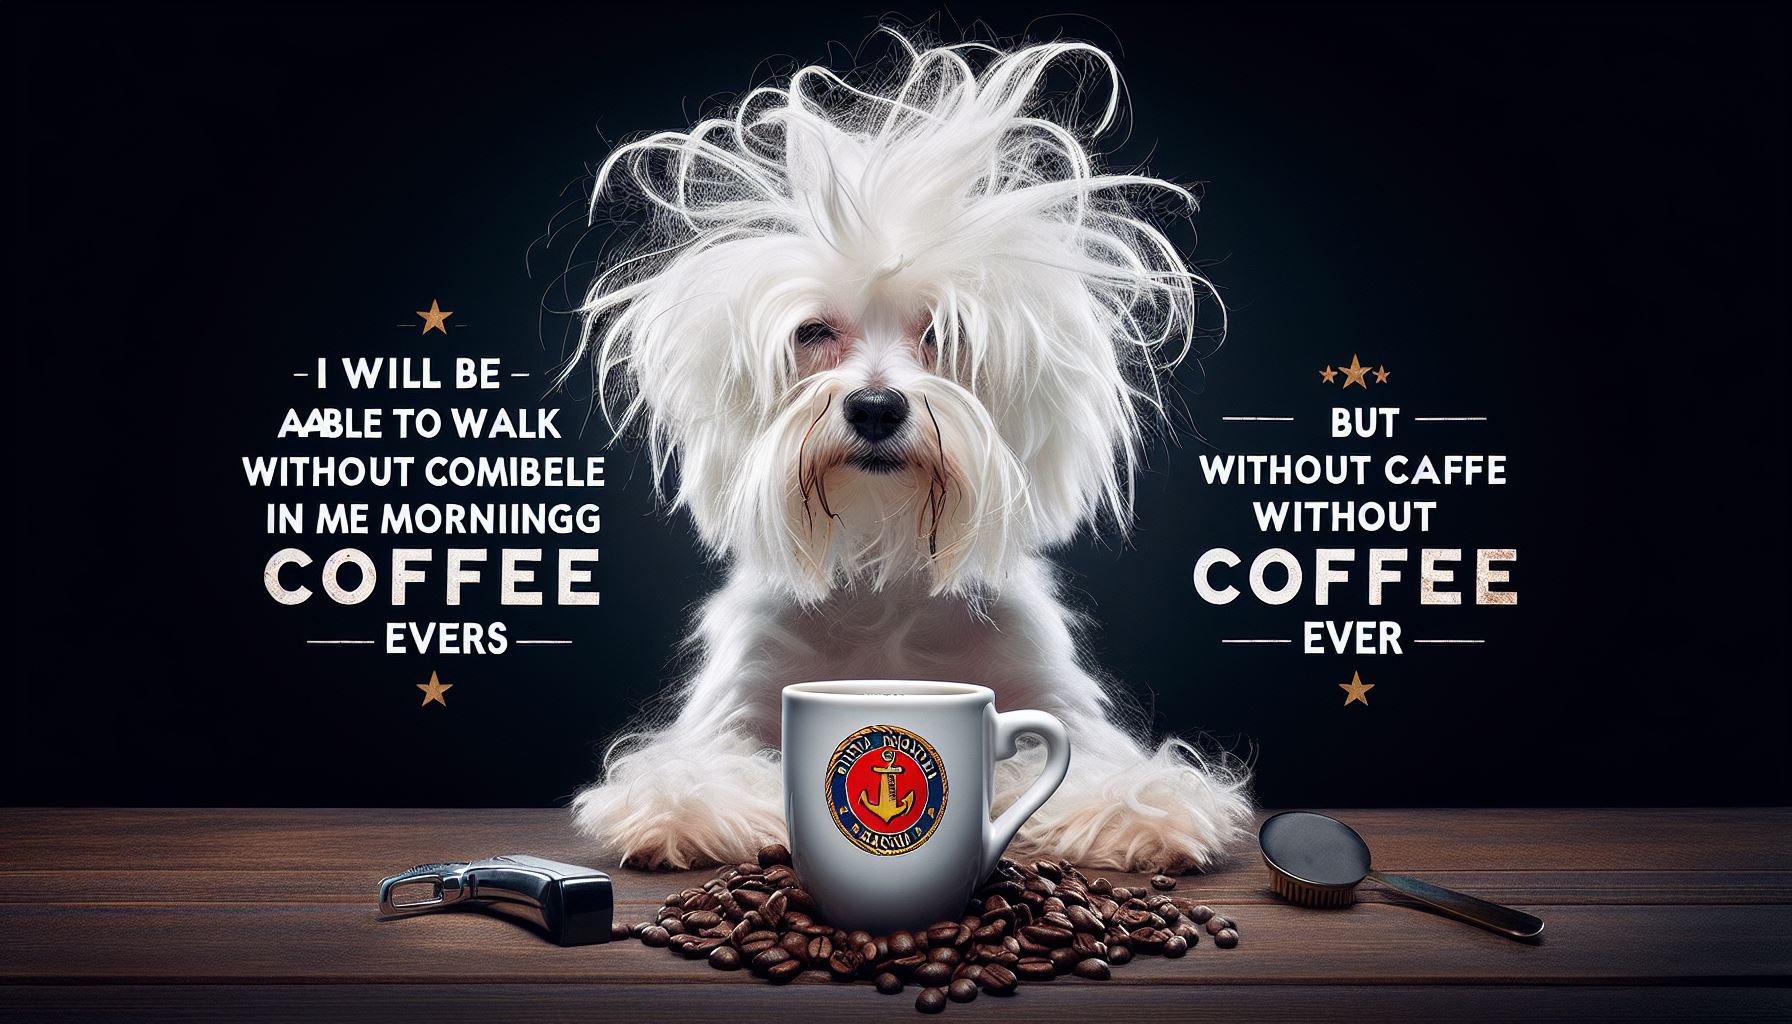 I WILL BE
AABLE TO WALK
WITHOUT COMIBELE
IN ME MORNIINGG
COFFEE
EVERS
BUT
WITHOUT CAFFE
WITHOUT
COFFEE
EVER